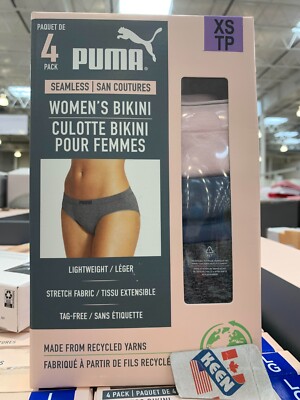 PAQUET DE
4
PACK
PUMA
XS
TP
SEAMLESS | SAN COUTURES
WOMEN'S BIKINI
CULOTTE BIKINI
POUR FEMMES
LIGHTWEIGHT / LÉGER
STRETCH FABRIC / TISSU EXTENSIBLE
TAG-FREE / SANS ÉTIQUETTE
MADE FROM RECYCLED YARNS
FABRIQUÉ À PARTIR DE FILS RECYCLÉ
KEEN
4 PACK | PAQUET DE 4
BIKINI